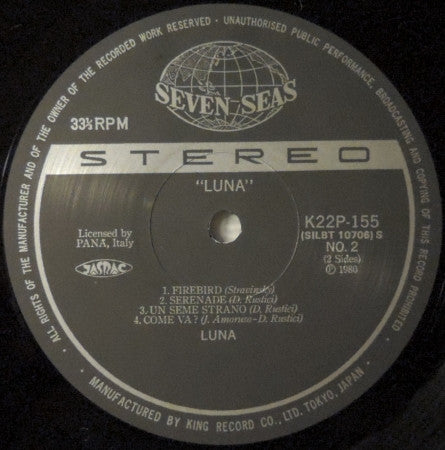 ALL RIGHTS OF THE MANUFACTURER AND OF THE OWNER OF THE RECORDED WORK RESERVED · UNAUTHORISED PUBLIC PERFORMANCE, BROADCASTING AND COPYING OF THIS RECORD PROHIBITED
SEVEN SEAS
33⅓RPM
STEREO
"LUNA"
Licensed by
PANA, Italy
JASRAC
K22P-155
(SILBT 10706) S
NO. 2
(2 Sides)
℗ 1980
1. FIREBIRD (Stravinsky)
2. SERENADE (D. Rustici)
3. UN SEME STRANO (D. Rustici)
4. COME VA? (J. Amoruso-D. Rustici)
LUNA
· MANUFACTURED BY KING RECORD CO., LTD. TOKYO, JAPAN ·